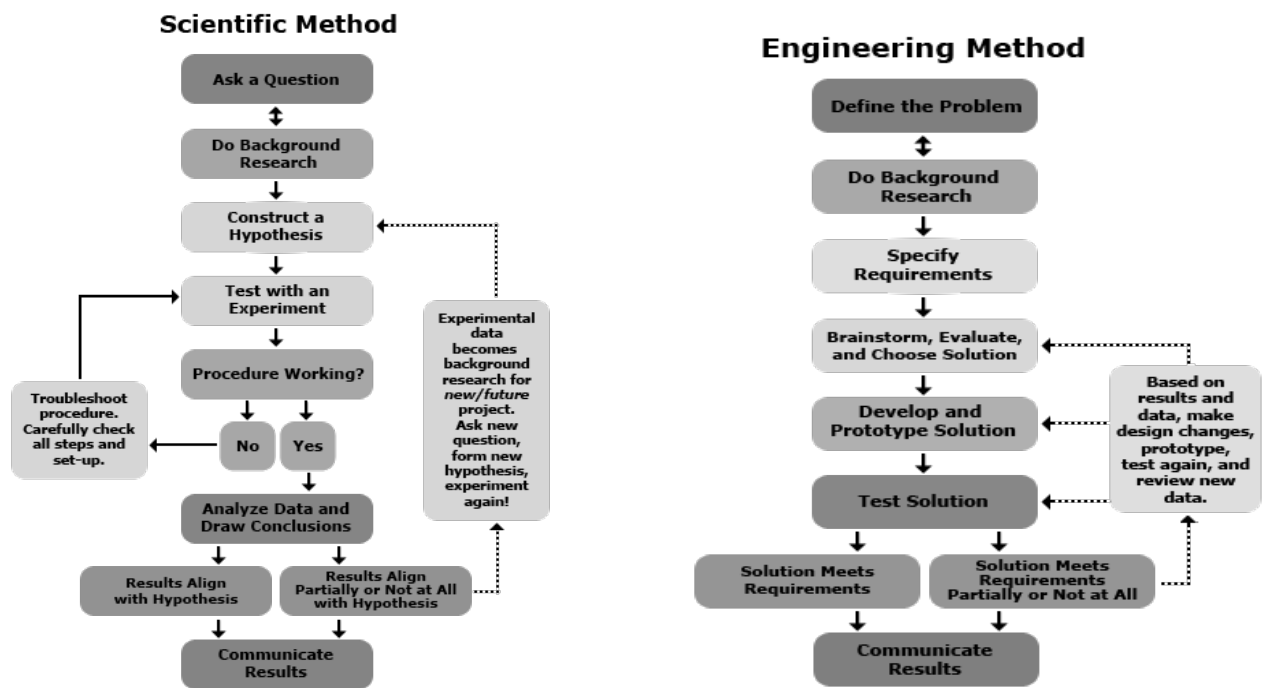 Scientific Method
Ask a Question
Do Background
Research
Construct a
Hypothesis
Test with an
Experiment
Procedure Working?
Troubleshoot
procedure.
Carefully check
all steps and
set-up.
No
Yes
Analyze Data and
Draw Conclusions
Results Align
with Hypothesis
Results Align
Partially or Not at All
with Hypothesis
Experimental
data
becomes
background
research for
new/future
project.
Ask new
question,
form new
hypothesis,
experiment
again!
Communicate
Results
Engineering Method
Define the Problem
Do Background
Research
Specify
Requirements
Brainstorm, Evaluate,
and Choose Solution
Develop and
Prototype Solution
Test Solution
Based on
results and
data, make
design changes,
prototype,
test again, and
review new
data.
Solution Meets
Requirements
Solution Meets
Requirements
Partially or Not at All
Communicate
Results